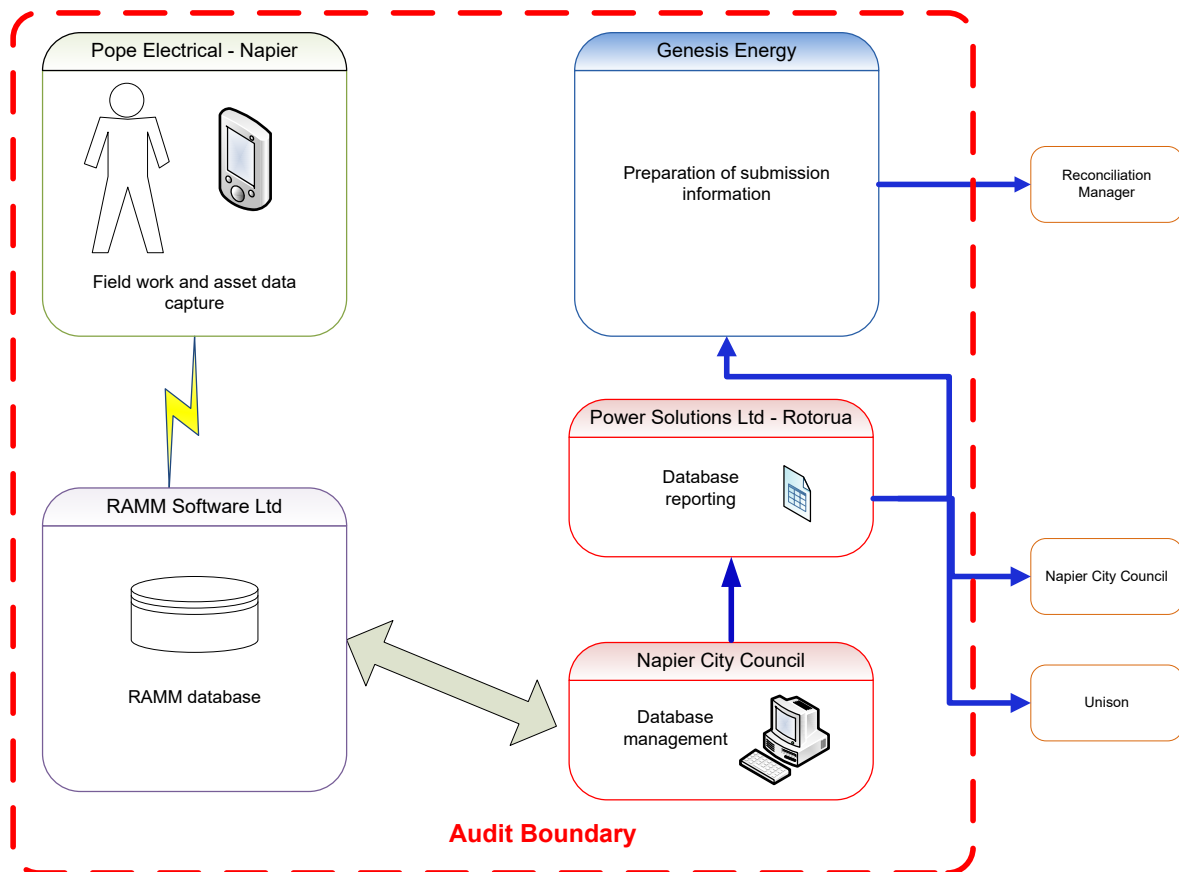 Pope Electrical - Napier
Field work and asset data
capture
Genesis Energy
Preparation of submission
information
Reconciliation
Manager
Power Solutions Ltd - Rotorua
Database
reporting
RAMM Software Ltd
RAMM database
Napier City Council
Database
management
Napier City Council
Unison
Audit Boundary